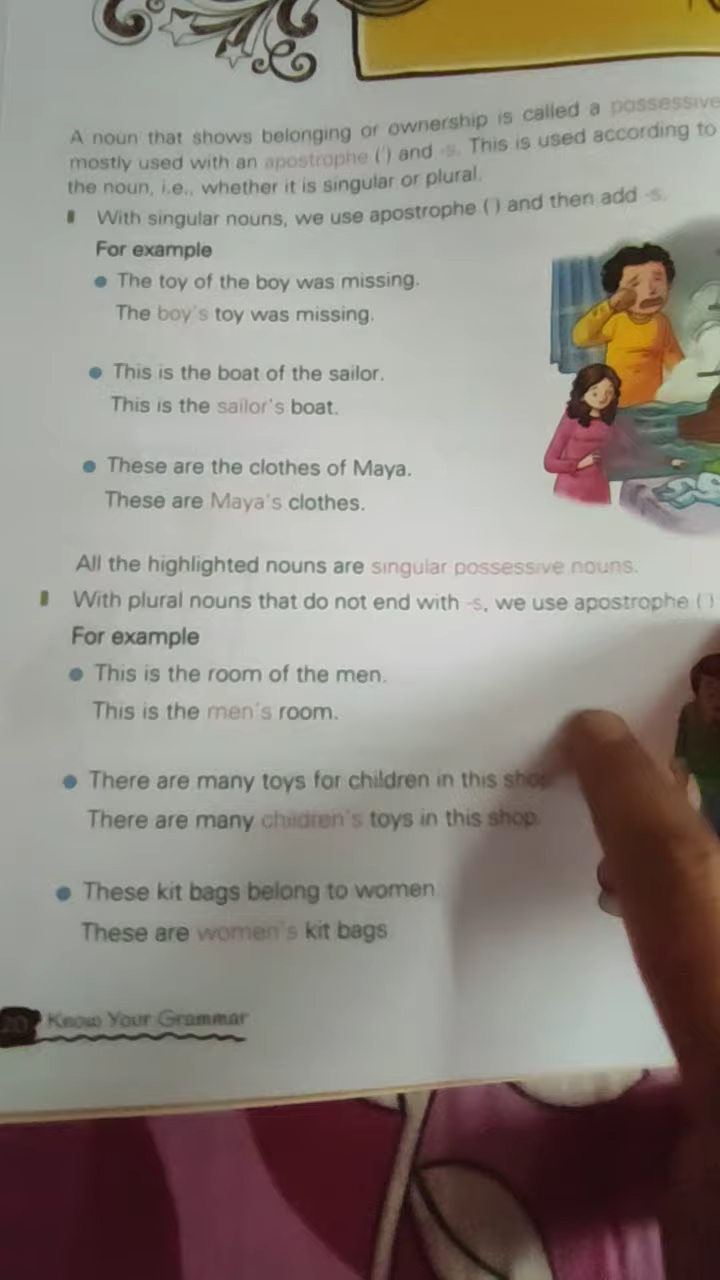 A noun that shows belonging or ownership is called a possessive
mostly used with an apostrophe (') and -s. This is used according to
the noun, i.e., whether it is singular or plural.
With singular nouns, we use apostrophe (') and then add -s.
For example
The toy of the boy was missing.
The boy's toy was missing.
This is the boat of the sailor.
This is the sailor's boat.
These are the clothes of Maya.
These are Maya's clothes.
All the highlighted nouns are singular possessive nouns.
With plural nouns that do not end with -s, we use apostrophe (')
For example
This is the room of the men.
This is the men's room.
There are many toys for children in this shop
There are many children's toys in this shop.
These kit bags belong to women
These are women's kit bags
20 Know Your Grammar